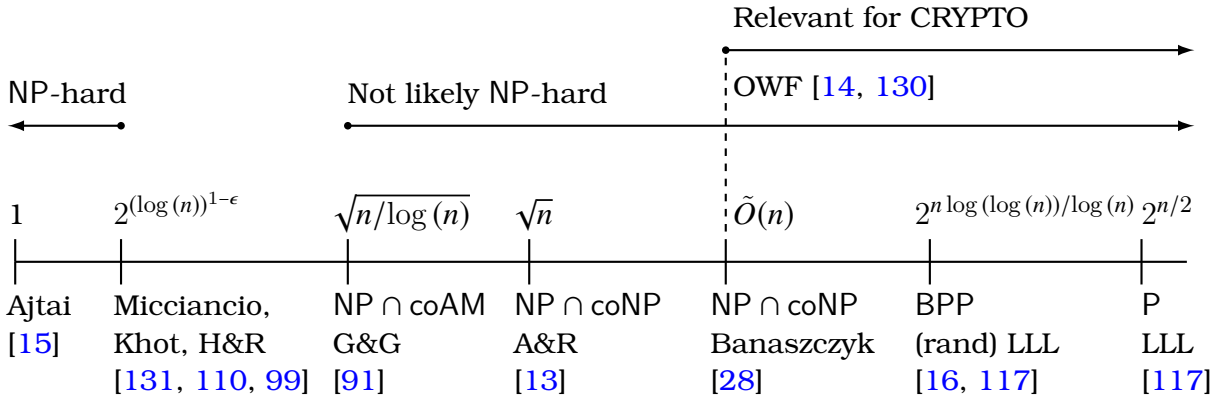 Relevant for CRYPTO
NP-hard
Not likely NP-hard
OWF [14, 130]
1
2^{(log (n))^{1−ϵ}}
√{n/log (n)}
√n
Õ(n)
2^{n log (log (n))/log (n)}
2^{n/2}
Ajtai
[15]
Micciancio,
Khot, H&R
[131, 110, 99]
NP ∩ coAM
G&G
[91]
NP ∩ coNP
A&R
[13]
NP ∩ coNP
Banaszczyk
[28]
BPP
(rand) LLL
[16, 117]
P
LLL
[117]